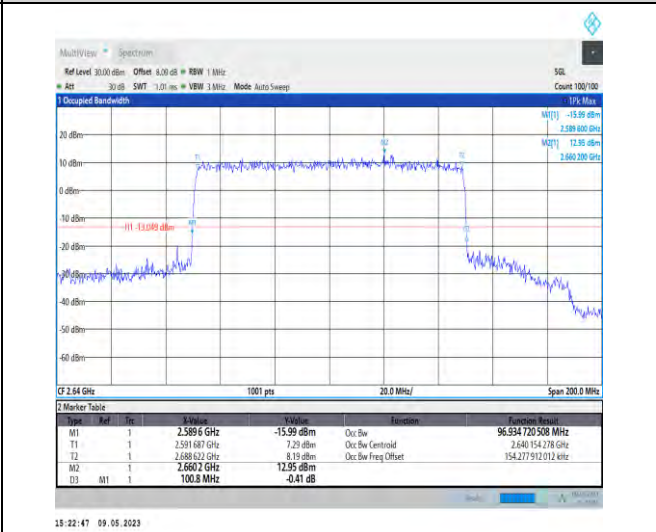 MultiView Spectrum
Ref Level 30.00 dBm Offset 8.00 dB RBW 1 MHz SGL
Att 30 dB SWT 1.01 ms VBW 3 MHz Mode Auto Sweep Count 100/100
1 Occupied Bandwidth 1Pk Max
M1[1] -15.99 dBm
2.589 600 GHz
M2[1] 12.95 dBm
2.660 200 GHz
20 dBm
M2
T1
10 dBm
0 dBm
-10 dBm
M1
H1 -13.049 dBm
-20 dBm
-30 dBm
-40 dBm
-50 dBm
-60 dBm
CF 2.64 GHz 1001 pts 20.0 MHz/ Span 200.0 MHz
2 Marker Table
Type Ref Trc X-Value Y-Value Function Function Result
M1 1 2.5896 GHz -15.99 dBm Occ Bw 96.934 720 508 MHz
T1 1 2.591 687 GHz 7.29 dBm Occ Bw Centroid 2.640 154 278 GHz
T2 1 2.688 622 GHz 8.19 dBm Occ Bw Freq Offset 154.277 912 012 kHz
M2 1 2.6602 GHz 12.95 dBm
D3 M1 1 100.8 MHz -0.41 dB
15:22:47 09.05.2023